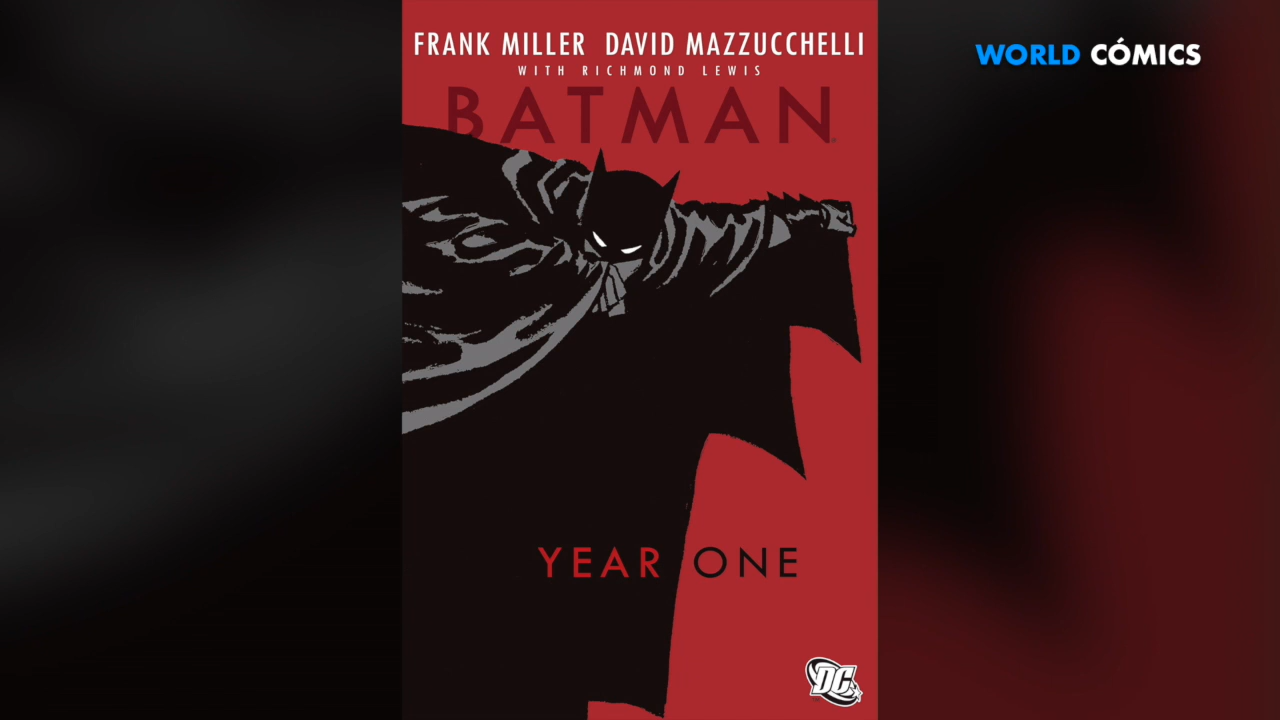 FRANK MILLER DAVID MAZZUCCHELLI
WITH RICHMOND LEWIS
BATMAN
YEAR ONE
DC
WORLD CÓMICS